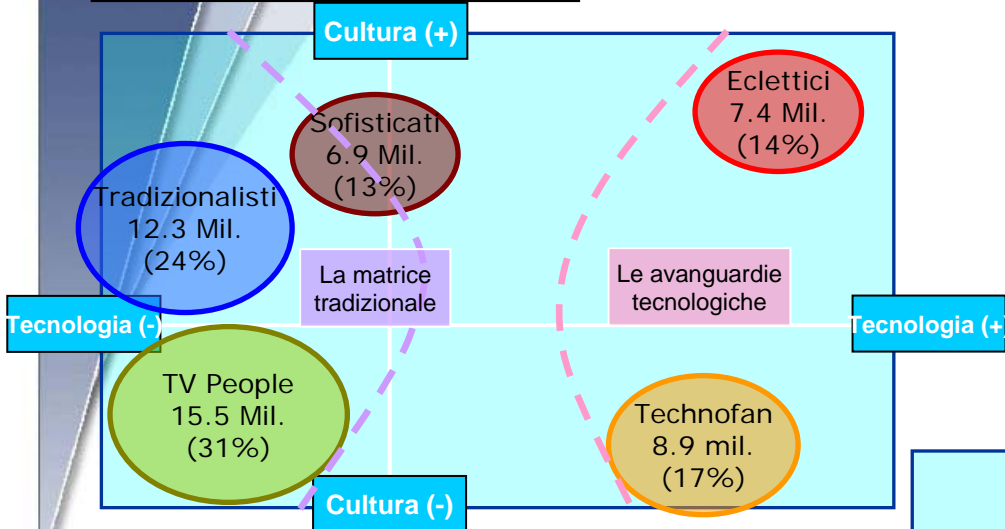 Cultura (+)
Eclettici
7.4 Mil.
(14%)
Sofisticati
6.9 Mil.
(13%)
Tradizionalisti
12.3 Mil.
(24%)
La matrice
tradizionale
Le avanguardie
tecnologiche
Tecnologia (-)
Tecnologia (+)
TV People
15.5 Mil.
(31%)
Technofan
8.9 mil.
(17%)
Cultura (-)